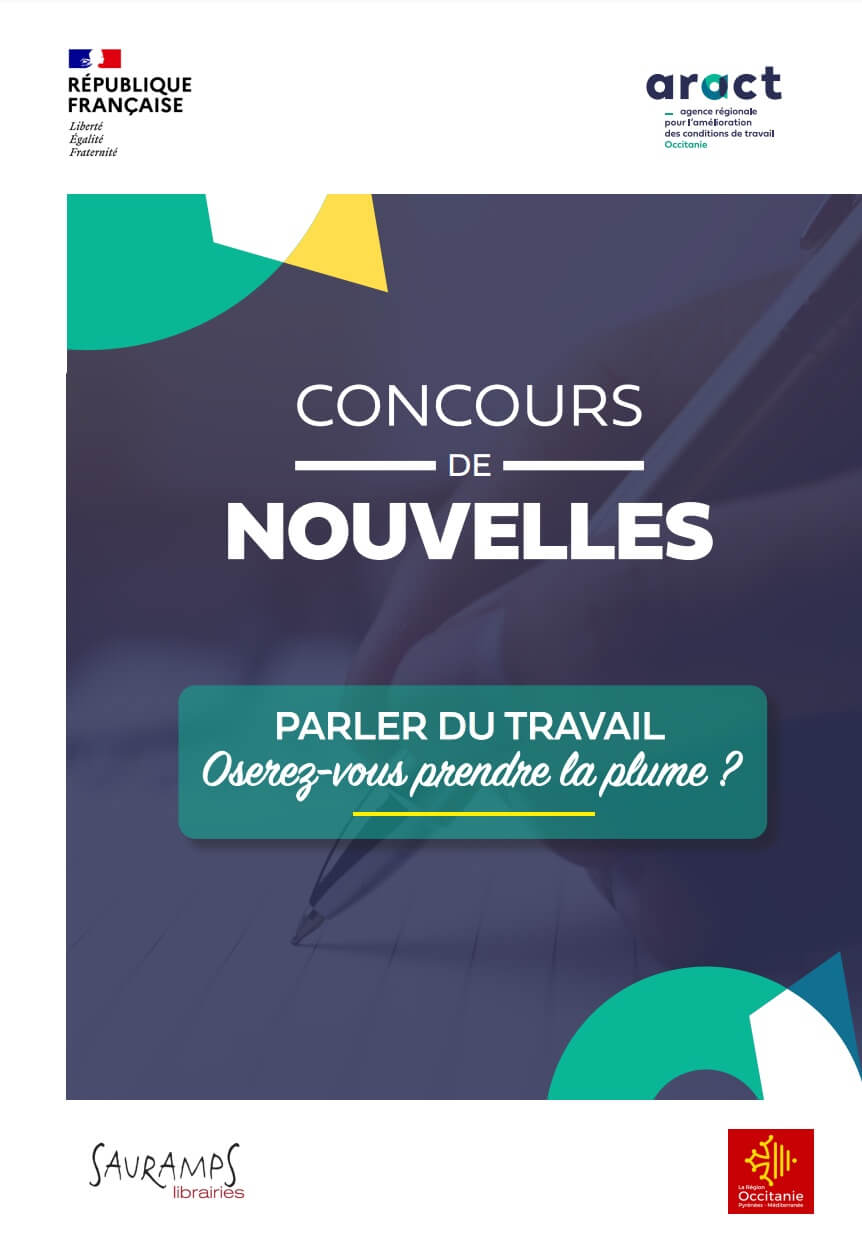 RÉPUBLIQUE
FRANÇAISE
Liberté
Égalité
Fraternité
aract
agence régionale
pour l'amélioration
des conditions de travail
Occitanie
CONCOURS
DE
NOUVELLES
PARLER DU TRAVAIL
Oserez-vous prendre la plume ?
SAURAMPS
librairies
La Région
Occitanie
Pyrénées - Méditerranée